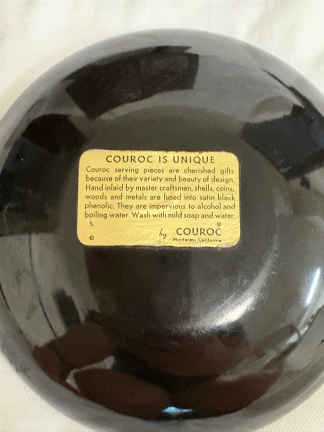 COUROC IS UNIQUE
Couroc serving pieces are cherished gifts
because of their variety and beauty of design.
Hand inlaid by master craftsmen, shells, coins,
woods and metals are fused into satin black
phenolic. They are impervious to alcohol and
boiling water. Wash with mild soap and water.
by COUROC
Monterey, California